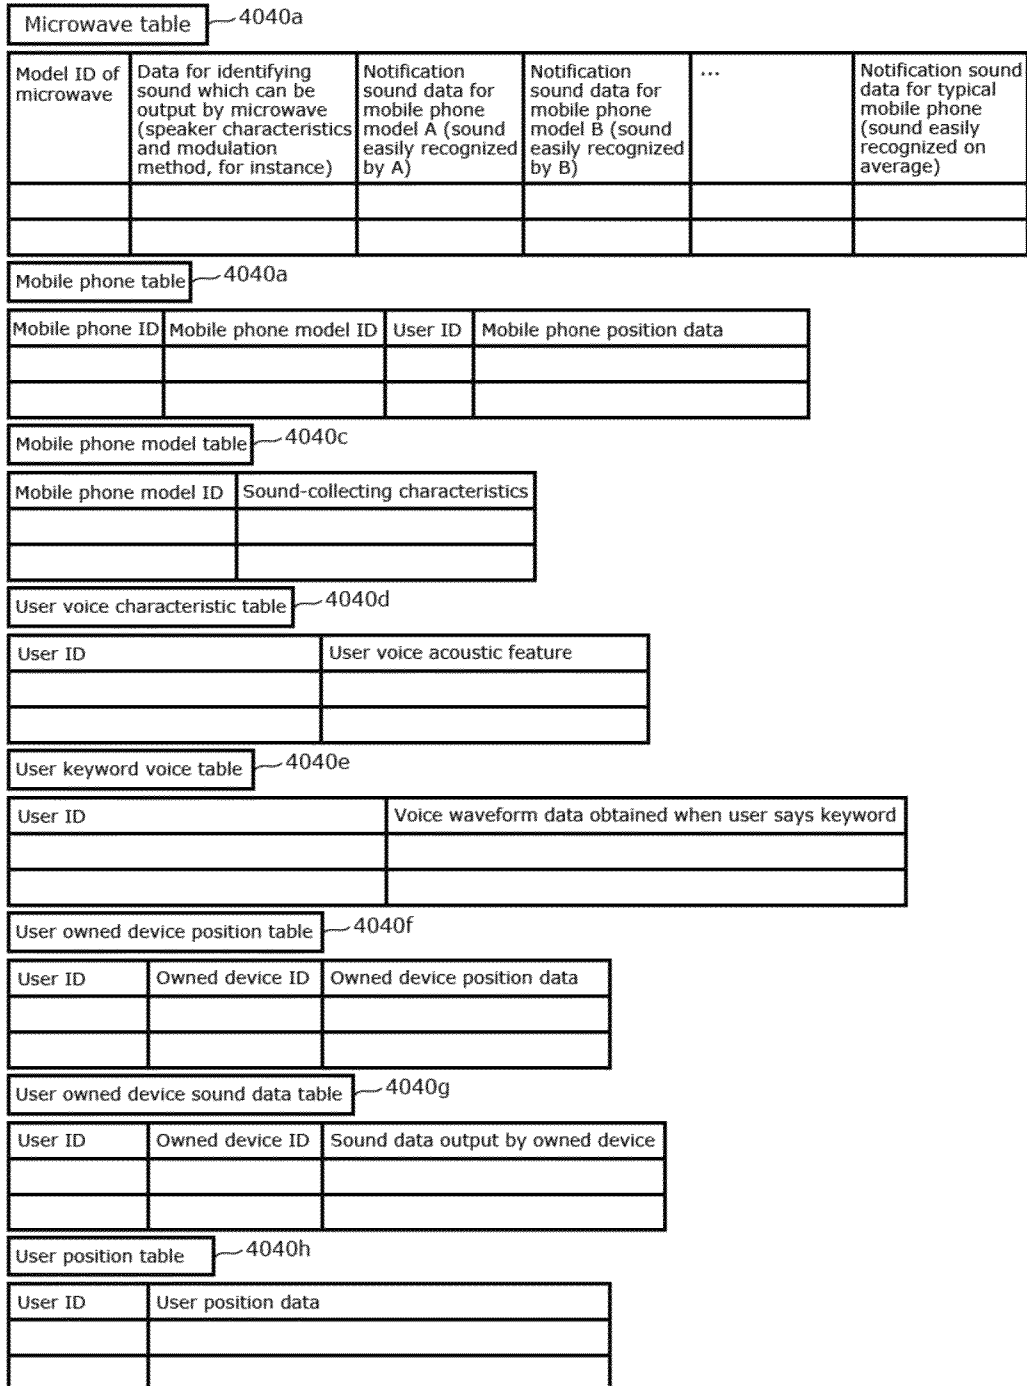 Microwave table 4040a
Model ID of
microwave
Data for identifying
sound which can be
output by microwave
(speaker characteristics
and modulation
method, for instance)
Notification
sound data for
mobile phone
model A (sound
easily recognized
by A)
Notification
sound data for
mobile phone
model B (sound
easily recognized
by B)
...
Notification sound
data for typical
mobile phone
(sound easily
recognized on
average)
Mobile phone table 4040a
Mobile phone ID Mobile phone model ID User ID Mobile phone position data
Mobile phone model table 4040c
Mobile phone model ID Sound-collecting characteristics
User voice characteristic table 4040d
User ID User voice acoustic feature
User keyword voice table 4040e
User ID Voice waveform data obtained when user says keyword
User owned device position table 4040f
User ID Owned device ID Owned device position data
User owned device sound data table 4040g
User ID Owned device ID Sound data output by owned device
User position table 4040h
User ID User position data